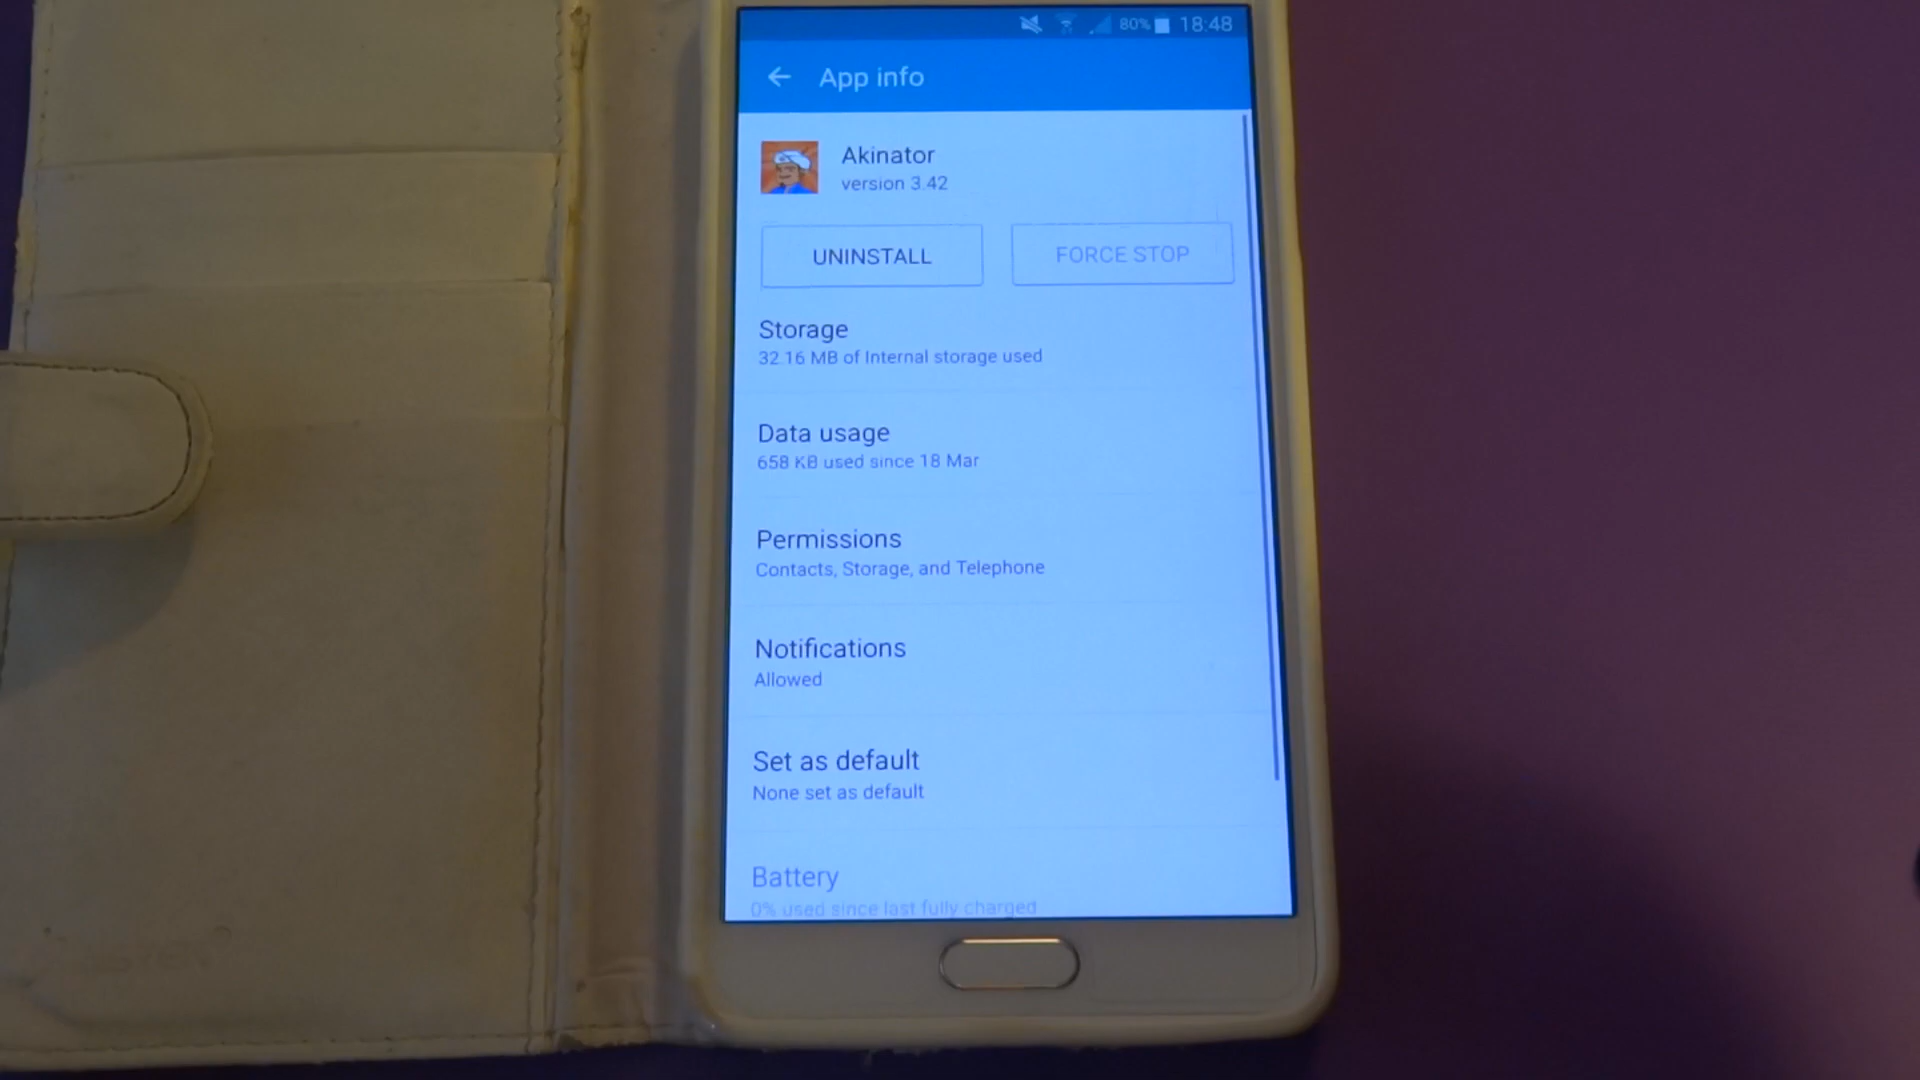 80% 18:48
App info
Akinator
version 3.42
UNINSTALL
FORCE STOP
Storage
32.16 MB of Internal storage used
Data usage
658 KB used since 18 Mar
Permissions
Contacts, Storage, and Telephone
Notifications
Allowed
Set as default
None set as default
Battery
0% used since last fully charged